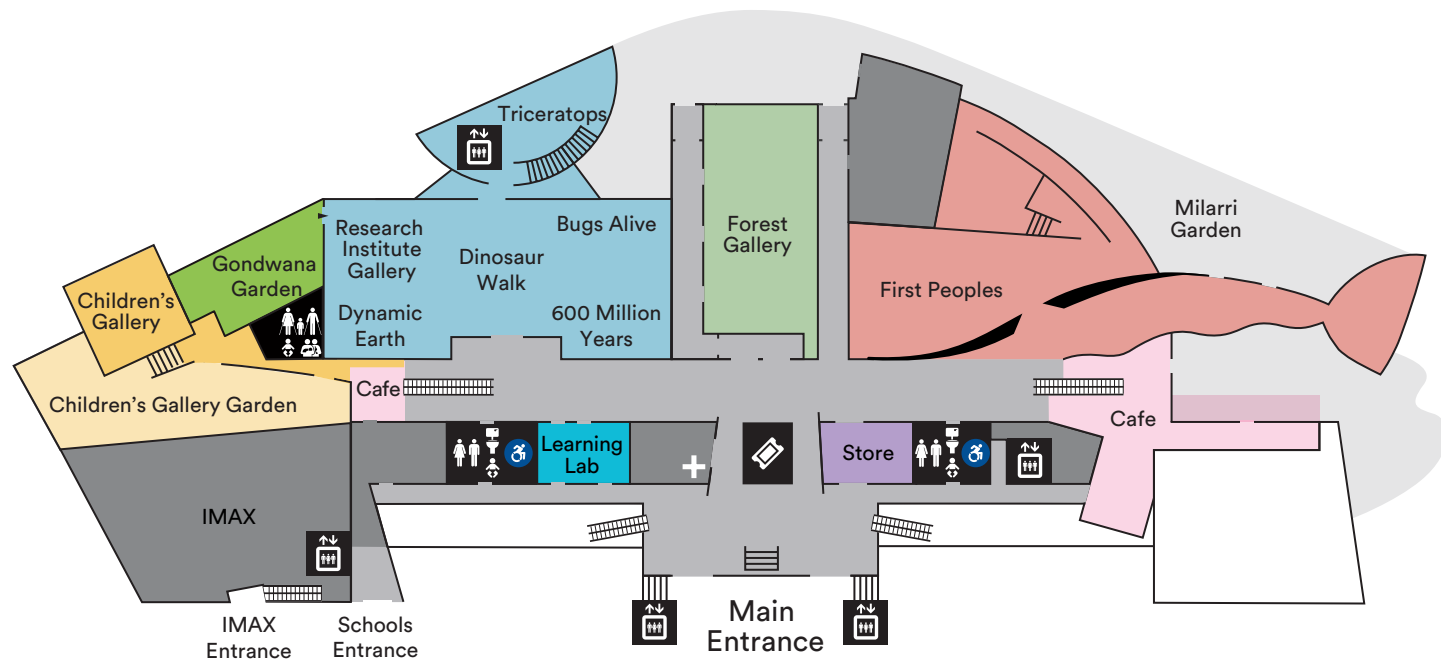 Triceratops
Research
Institute
Gallery
Bugs Alive
Dinosaur
Walk
Dynamic
Earth
600 Million
Years
Forest
Gallery
Milarri
Garden
First Peoples
Gondwana
Garden
Children's
Gallery
Children's Gallery Garden
Cafe
Cafe
Learning
Lab
Store
IMAX
IMAX
Entrance
Schools
Entrance
Main
Entrance